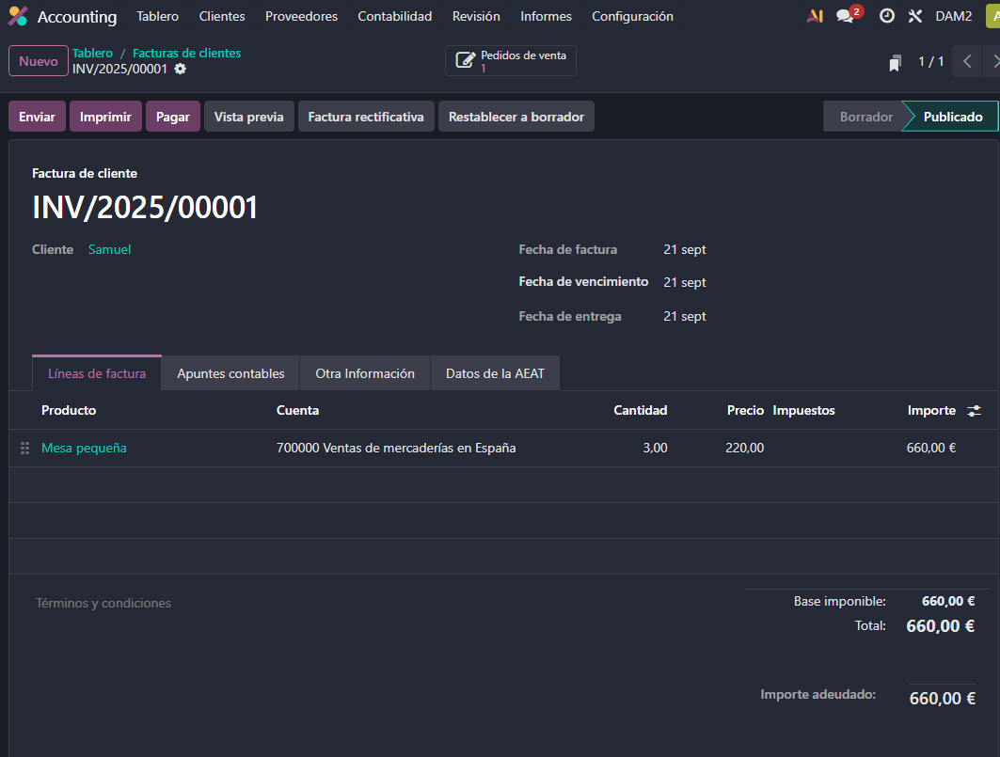 Accounting Tablero Clientes Proveedores Contabilidad Revisión Informes Configuración AI 2 DAM2 A
Nuevo Tablero / Facturas de clientes
INV/2025/00001
Pedidos de venta
1
1 / 1
Enviar Imprimir Pagar Vista previa Factura rectificativa Restablecer a borrador Borrador Publicado
Factura de cliente
INV/2025/00001
Cliente Samuel Fecha de factura 21 sept
Fecha de vencimiento 21 sept
Fecha de entrega 21 sept
Líneas de factura Apuntes contables Otra Información Datos de la AEAT
Producto Cuenta Cantidad Precio Impuestos Importe
Mesa pequeña 700000 Ventas de mercaderías en España 3,00 220,00 660,00 €
Términos y condiciones Base imponible: 660,00 €
Total: 660,00 €
Importe adeudado: 660,00 €